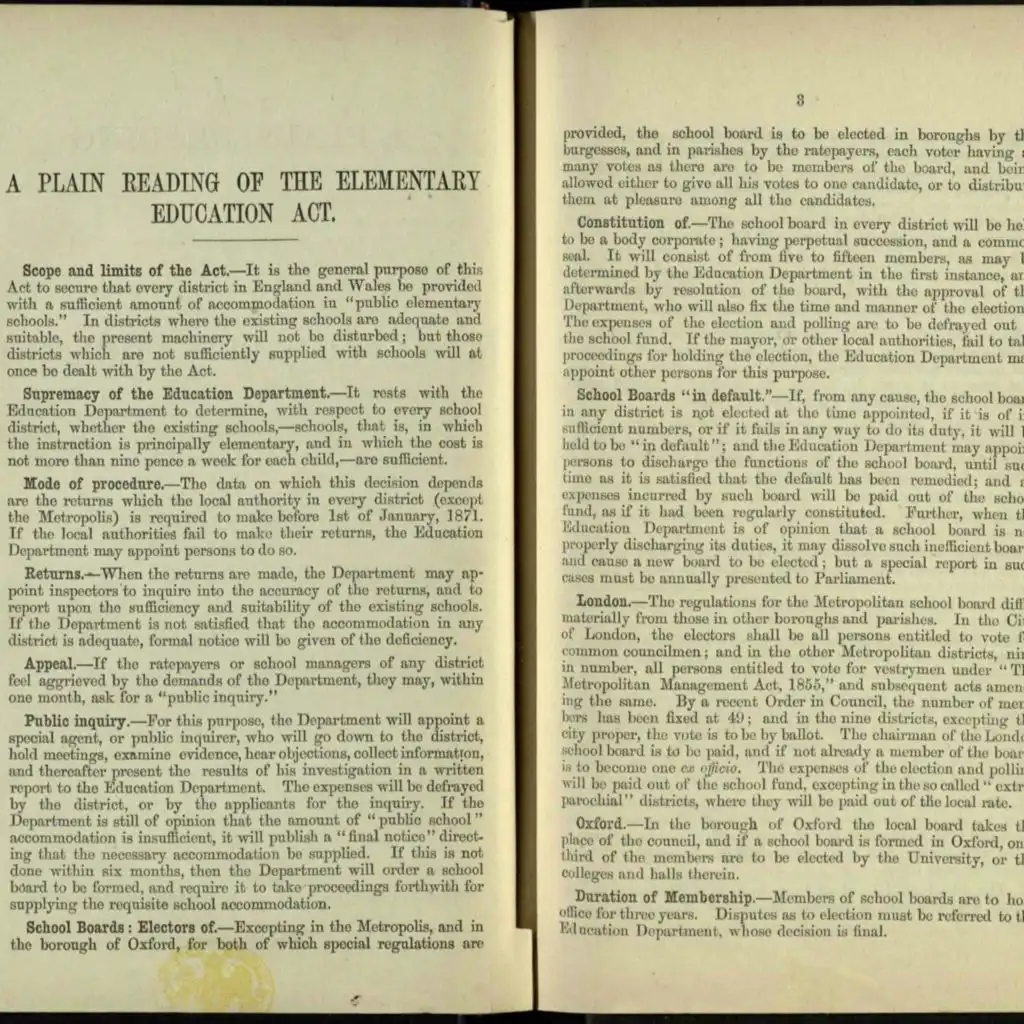 A PLAIN READING OF THE ELEMENTARY
EDUCATION ACT.
Scope and limits of the Act.—It is the general purpose of this
Act to secure that every district in England and Wales be provided
with a sufficient amount of accommodation in "public elementary
schools." In districts where the existing schools are adequate and
suitable, the present machinery will not be disturbed; but those
districts which are not sufficiently supplied with schools will at
once be dealt with by the Act.
Supremacy of the Education Department.—It rests with the
Education Department to determine, with respect to every school
district, whether the existing schools,—schools, that is, in which
the instruction is principally elementary, and in which the cost is
not more than nine pence a week for each child,—are sufficient.
Mode of procedure.—The data on which this decision depends
are the returns which the local authority in every district (except
the Metropolis) is required to make before 1st of January, 1871.
If the local authorities fail to make their returns, the Education
Department may appoint persons to do so.
Returns.—When the returns are made, the Department may ap-
point inspectors to inquire into the accuracy of the returns, and to
report upon the sufficiency and suitability of the existing schools.
If the Department is not satisfied that the accommodation in any
district is adequate, formal notice will be given of the deficiency.
Appeal.—If the ratepayers or school managers of any district
feel aggrieved by the demands of the Department, they may, within
one month, ask for a "public inquiry."
Public inquiry.—For this purpose, the Department will appoint a
special agent, or public inquirer, who will go down to the district,
hold meetings, examine evidence, hear objections, collect information,
and thereafter present the results of his investigation in a written
report to the Education Department. The expenses will be defrayed
by the district, or by the applicants for the inquiry. If the
Department is still of opinion that the amount of "public school"
accommodation is insufficient, it will publish a "final notice" direct-
ing that the necessary accommodation be supplied. If this is not
done within six months, then the Department will order a school
board to be formed, and require it to take proceedings forthwith for
supplying the requisite school accommodation.
School Boards: Electors of.—Excepting in the Metropolis, and in
the borough of Oxford, for both of which special regulations are
3
provided, the school board is to be elected in boroughs by th
burgesses, and in parishes by the ratepayers, each voter having
many votes as there are to be members of the board, and bein
allowed either to give all his votes to one candidate, or to distribu
them at pleasure among all the candidates.
Constitution of.—The school board in every district will be hel
to be a body corporate; having perpetual succession, and a commo
seal. It will consist of from five to fifteen members, as may b
determined by the Education Department in the first instance, an
afterwards by resolution of the board, with the approval of th
Department, who will also fix the time and manner of the election
The expenses of the election and polling are to be defrayed out
the school fund. If the mayor, or other local authorities, fail to tak
proceedings for holding the election, the Education Department ma
appoint other persons for this purpose.
School Boards "in default."—If, from any cause, the school boar
in any district is not elected at the time appointed, if it is of i
sufficient numbers, or if it fails in any way to do its duty, it will b
held to be "in default"; and the Education Department may appoi
persons to discharge the functions of the school board, until suc
time as it is satisfied that the default has been remedied; and a
expenses incurred by such board will be paid out of the scho
fund, as if it had been regularly constituted. Further, when th
Education Department is of opinion that a school board is n
properly discharging its duties, it may dissolve such inefficient boar
and cause a new board to be elected; but a special report in suc
cases must be annually presented to Parliament.
London.—The regulations for the Metropolitan school board diff
materially from those in other boroughs and parishes. In the Cit
of London, the electors shall be all persons entitled to vote f
common councilmen; and in the other Metropolitan districts, nin
in number, all persons entitled to vote for vestrymen under "Th
Metropolitan Management Act, 1855," and subsequent acts amen
ing the same. By a recent Order in Council, the number of mem
bers has been fixed at 49; and in the nine districts, excepting th
city proper, the vote is to be by ballot. The chairman of the Londo
school board is to be paid, and if not already a member of the boar
is to become one ex officio. The expenses of the election and pollin
will be paid out of the school fund, excepting in the so called "extr
parochial" districts, where they will be paid out of the local rate.
Oxford.—In the borough of Oxford the local board takes th
place of the council, and if a school board is formed in Oxford, on
third of the members are to be elected by the University, or th
colleges and halls therein.
Duration of Membership.—Members of school boards are to ho
office for three years. Disputes as to election must be referred to th
Education Department, whose decision is final.